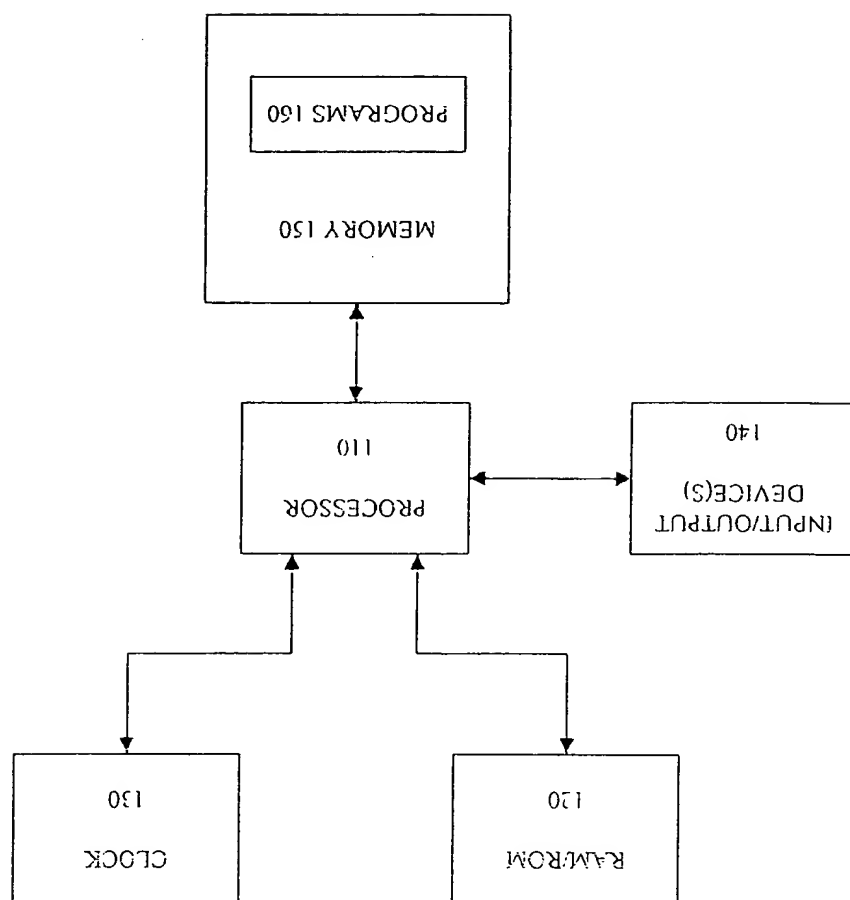 RAM/ROM
120
CLOCK
130
INPUT/OUTPUT
DEVICE(S)
140
PROCESSOR
110
MEMORY 150
PROGRAMS 160